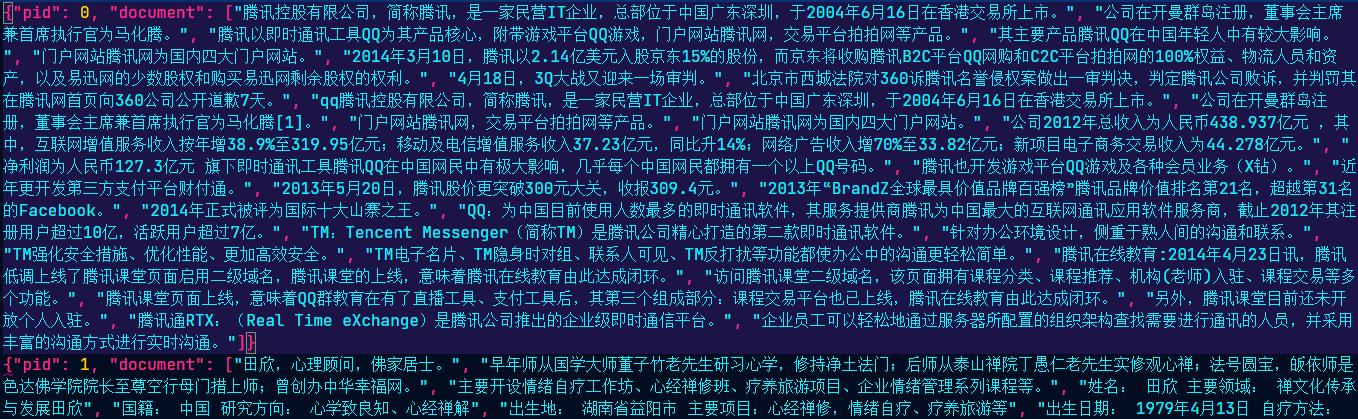 {"pid": 0, "document": ["腾讯控股有限公司，简称腾讯，是一家民营IT企业，总部位于中国广东深圳，于2004年6月16日在香港交易所上市。", "公司在开曼群岛注册，董事会主席
兼首席执行官为马化腾。", "腾讯以即时通讯工具QQ为其产品核心，附带游戏平台QQ游戏，门户网站腾讯网，交易平台拍拍网等产品。", "其主要产品腾讯QQ在中国年轻人中有较大影响。
", "门户网站腾讯网为国内四大门户网站。", "2014年3月10日，腾讯以2.14亿美元入股京东15%的股份，而京东将收购腾讯B2C平台QQ网购和C2C平台拍拍网的100%权益、物流人员和资
产，以及易迅网的少数股权和购买易迅网剩余股权的权利。", "4月18日，3Q大战又迎来一场审判。", "北京市西城法院对360诉腾讯名誉侵权案做出一审判决，判定腾讯公司败诉，并判罚其
在腾讯网首页向360公司公开道歉7天。", "qq腾讯控股有限公司，简称腾讯，是一家民营IT企业，总部位于中国广东深圳，于2004年6月16日在香港交易所上市。", "公司在开曼群岛注
册，董事会主席兼首席执行官为马化腾[1]。", "门户网站腾讯网，交易平台拍拍网等产品。", "门户网站腾讯网为国内四大门户网站。", "公司2012年总收入为人民币438.937亿元 ，其
中，互联网增值服务收入按年增38.9%至319.95亿元；移动及电信增值服务收入37.23亿元，同比升14%；网络广告收入增70%至33.82亿元；新项目电子商务交易收入为44.278亿元。", "
净利润为人民币127.3亿元 旗下即时通讯工具腾讯QQ在中国网民中有极大影响，几乎每个中国网民都拥有一个以上QQ号码。", "腾讯也开发游戏平台QQ游戏及各种会员业务（X钻）。", "近
年更开发第三方支付平台财付通。", "2013年5月20日，腾讯股价更突破300元大关，收报309.4元。", "2013年“BrandZ全球最具价值品牌百强榜”腾讯品牌价值排名第21名，超越第31名
的Facebook。", "2014年正式被评为国际十大山寨之王。", "QQ：为中国目前使用人数最多的即时通讯软件，其服务提供商腾讯为中国最大的互联网通讯应用软件服务商，截止2012年其注
册用户超过10亿，活跃用户超过7亿。", "TM：Tencent Messenger（简称TM）是腾讯公司精心打造的第二款即时通讯软件。", "针对办公环境设计，侧重于熟人间的沟通和联系。",
"TM强化安全措施、优化性能、更加高效安全。", "TM电子名片、TM隐身时对组、联系人可见、TM反打扰等功能都使办公中的沟通更轻松简单。", "腾讯在线教育:2014年4月23日讯，腾讯
低调上线了腾讯课堂页面启用二级域名，腾讯课堂的上线，意味着腾讯在线教育由此达成闭环。", "访问腾讯课堂二级域名，该页面拥有课程分类、课程推荐、机构(老师)入驻、课程交易等多
个功能。", "腾讯课堂页面上线，意味着QQ群教育在有了直播工具、支付工具后，其第三个组成部分：课程交易平台也已上线，腾讯在线教育由此达成闭环。", "另外，腾讯课堂目前还未开
放个人入驻。", "腾讯通RTX：（Real Time eXchange）是腾讯公司推出的企业级即时通信平台。", "企业员工可以轻松地通过服务器所配置的组织架构查找需要进行通讯的人员，并采用
丰富的沟通方式进行实时沟通。"]}
{"pid": 1, "document": ["田欣，心理顾问，佛家居士。", "早年师从国学大师董子竹老先生研习心学，修持净土法门；后师从泰山禅院丁愚仁老先生实修观心禅；法号圆宝，皈依师是
色达佛学院院长至尊空行母门措上师；曾创办中华幸福网。", "主要开设情绪自疗工作坊、心经禅修班、疗养旅游项目、企业情绪管理系列课程等。", "姓名： 田欣 主要领域： 禅文化传承
与发展田欣", "国籍： 中国 研究方向： 心学致良知、心经禅解", "出生地： 湖南省益阳市 主要项目：心经禅修，情绪自疗、疗养旅游等", "出生日期： 1979年4月13日 自疗方法：